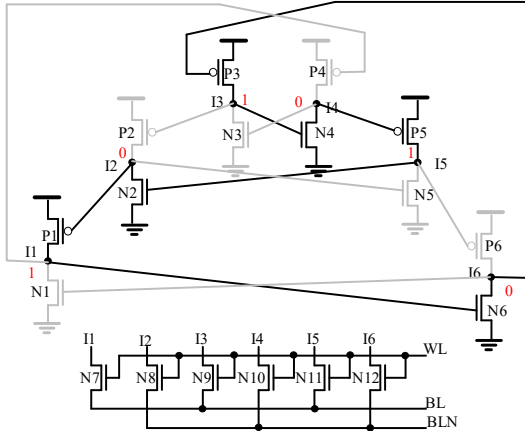 P3 P4
I3 1 0 I4
P2 N3 N4 P5
0 1
I2 I5
N2 N5
P1 P6
I1 I6
1 0
N1 N6
I1 I2 I3 I4 I5 I6
WL
N7 N8 N9 N10 N11 N12
BL
BLN